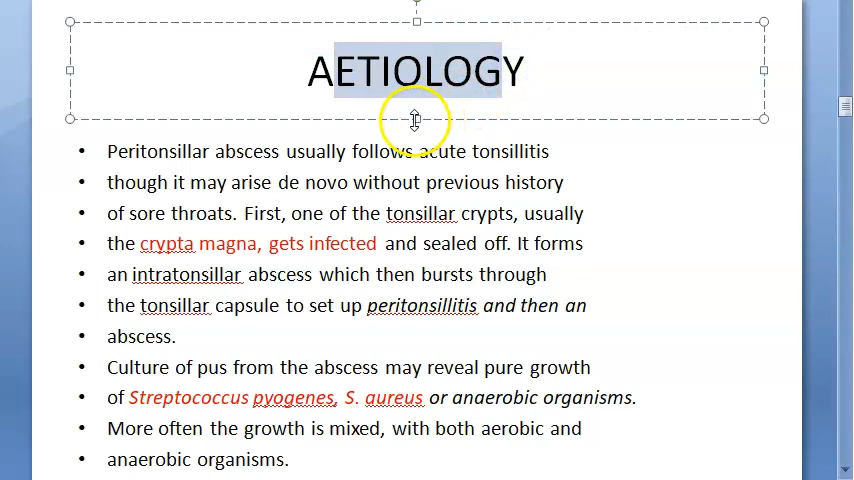 AETIOLOGY
• Peritonsillar abscess usually follows acute tonsillitis
• though it may arise de novo without previous history
• of sore throats. First, one of the tonsillar crypts, usually
• the crypta magna, gets infected and sealed off. It forms
• an intratonsillar abscess which then bursts through
• the tonsillar capsule to set up peritonsillitis and then an
• abscess.
• Culture of pus from the abscess may reveal pure growth
• of Streptococcus pyogenes, S. aureus or anaerobic organisms.
• More often the growth is mixed, with both aerobic and
• anaerobic organisms.